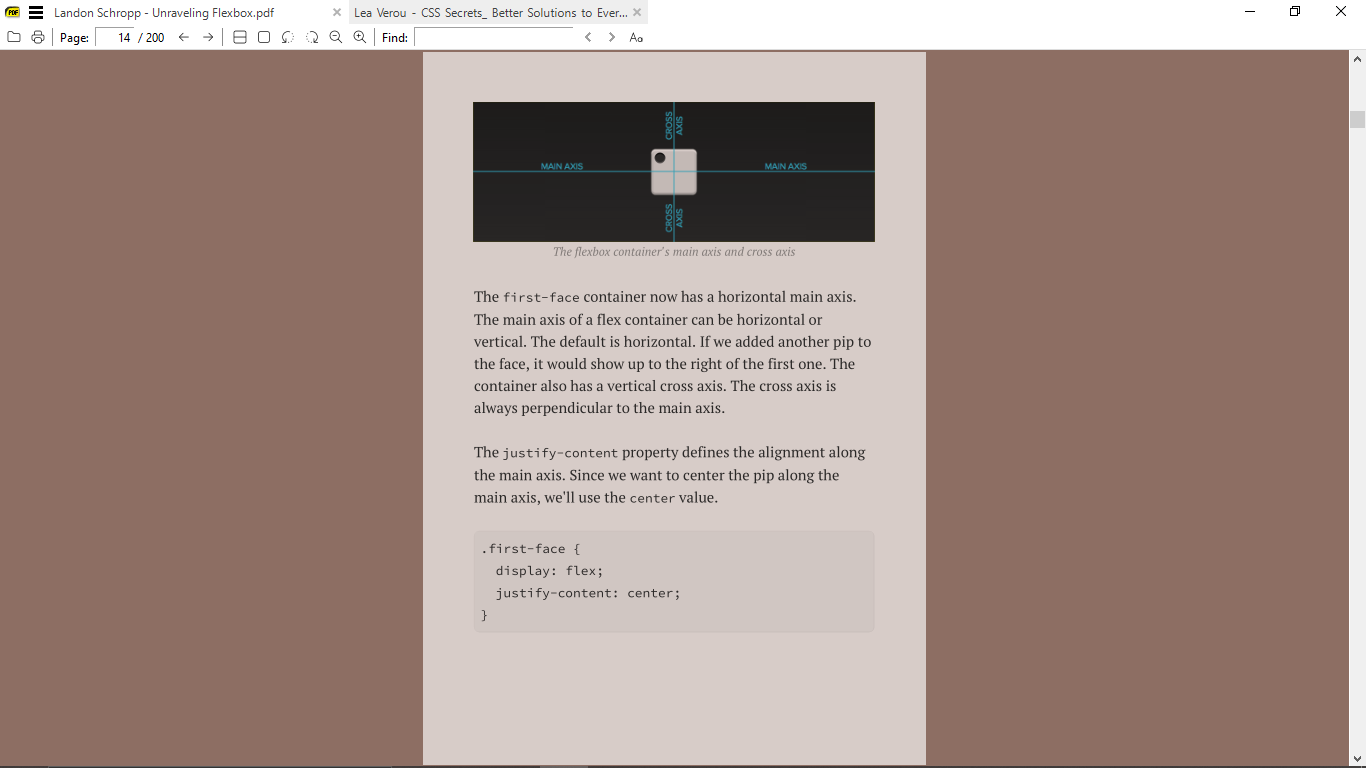 Landon Schropp - Unraveling Flexbox.pdf
Lea Verou - CSS Secrets_ Better Solutions to Ever...
Page: 14 / 200
Find:
CROSS AXIS
MAIN AXIS
MAIN AXIS
CROSS AXIS
The flexbox container's main axis and cross axis
The first-face container now has a horizontal main axis.
The main axis of a flex container can be horizontal or
vertical. The default is horizontal. If we added another pip to
the face, it would show up to the right of the first one. The
container also has a vertical cross axis. The cross axis is
always perpendicular to the main axis.
The justify-content property defines the alignment along
the main axis. Since we want to center the pip along the
main axis, we'll use the center value.
.first-face {
  display: flex;
  justify-content: center;
}